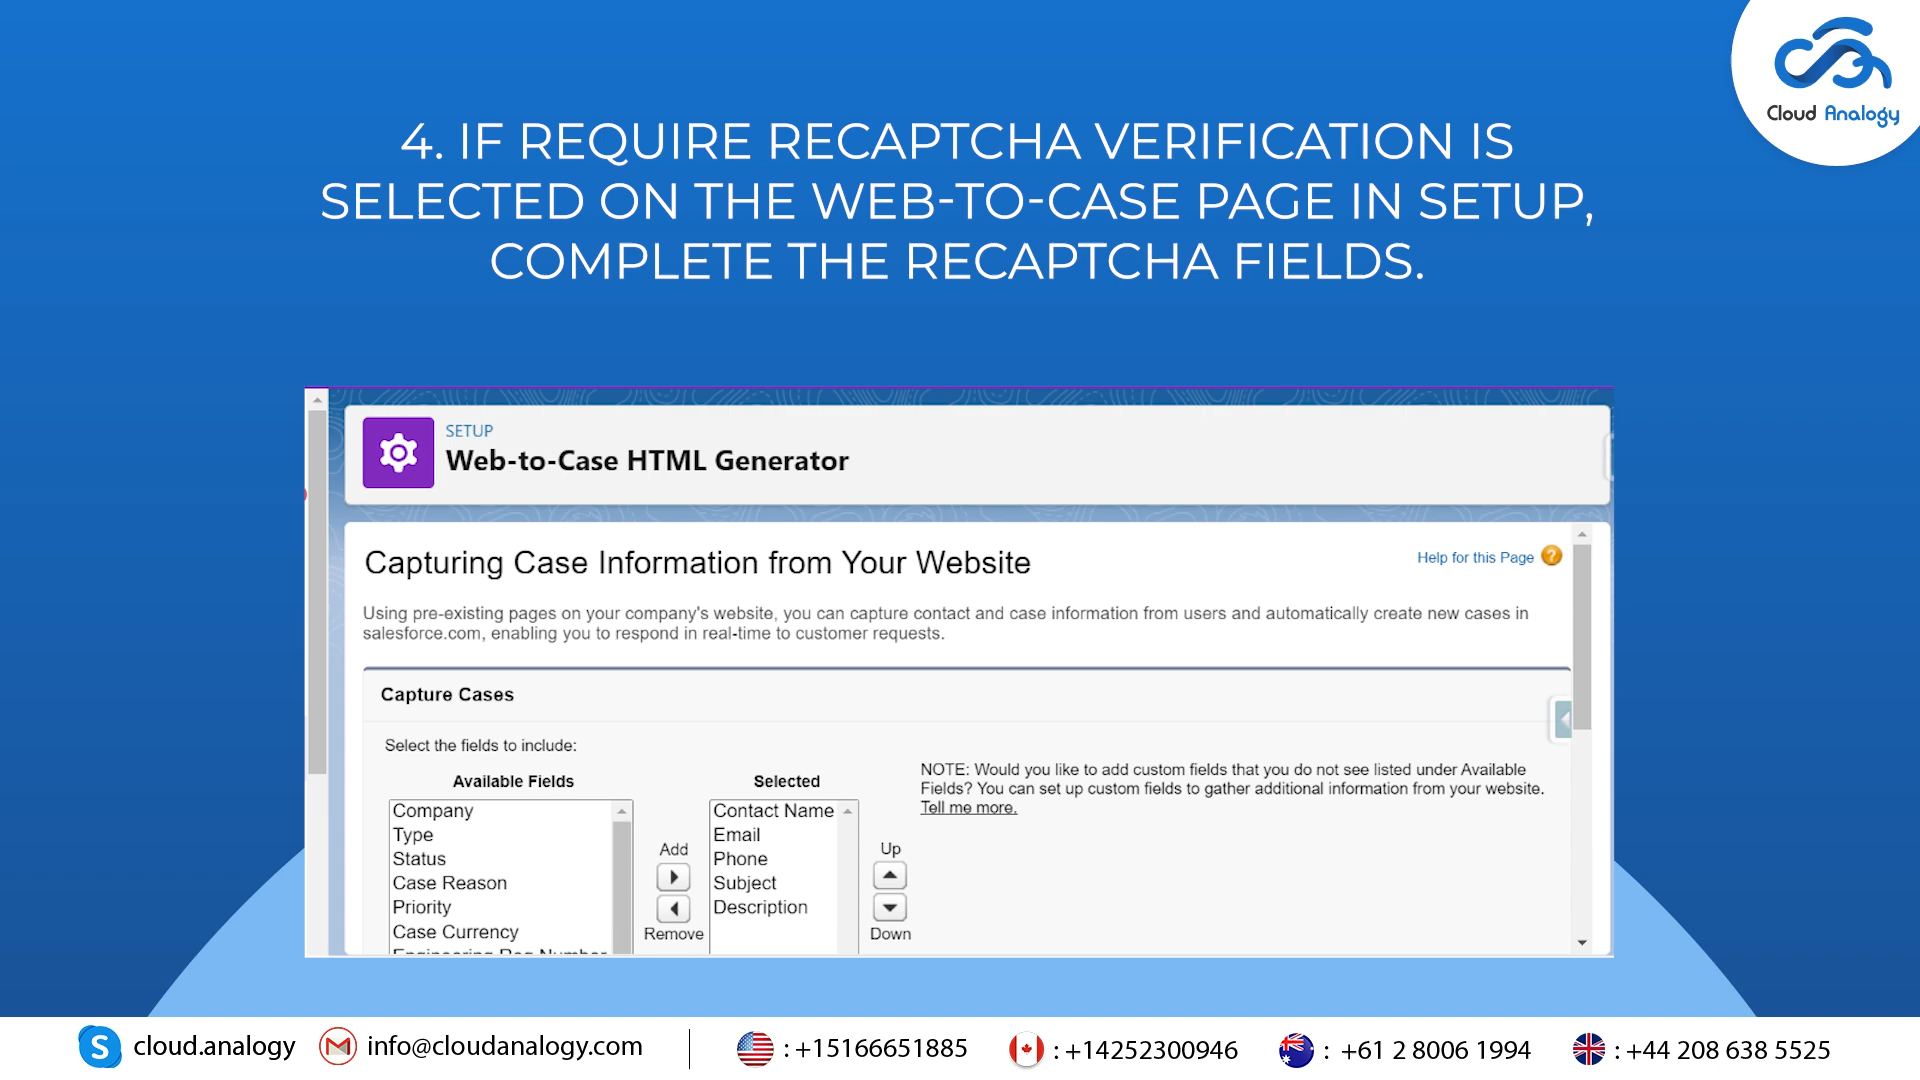 Cloud Analogy
4. IF REQUIRE RECAPTCHA VERIFICATION IS
SELECTED ON THE WEB-TO-CASE PAGE IN SETUP,
COMPLETE THE RECAPTCHA FIELDS.
SETUP
Web-to-Case HTML Generator
Capturing Case Information from Your Website
Help for this Page
Using pre-existing pages on your company's website, you can capture contact and case information from users and automatically create new cases in
salesforce.com, enabling you to respond in real-time to customer requests.
Capture Cases
Select the fields to include:
Available Fields
Company
Type
Status
Case Reason
Priority
Case Currency
Engineering Req Number
Add
Remove
Selected
Contact Name
Email
Phone
Subject
Description
Up
Down
NOTE: Would you like to add custom fields that you do not see listed under Available
Fields? You can set up custom fields to gather additional information from your website.
Tell me more.
cloud.analogy
info@cloudanalogy.com
: +15166651885
: +14252300946
: +61 2 8006 1994
: +44 208 638 5525